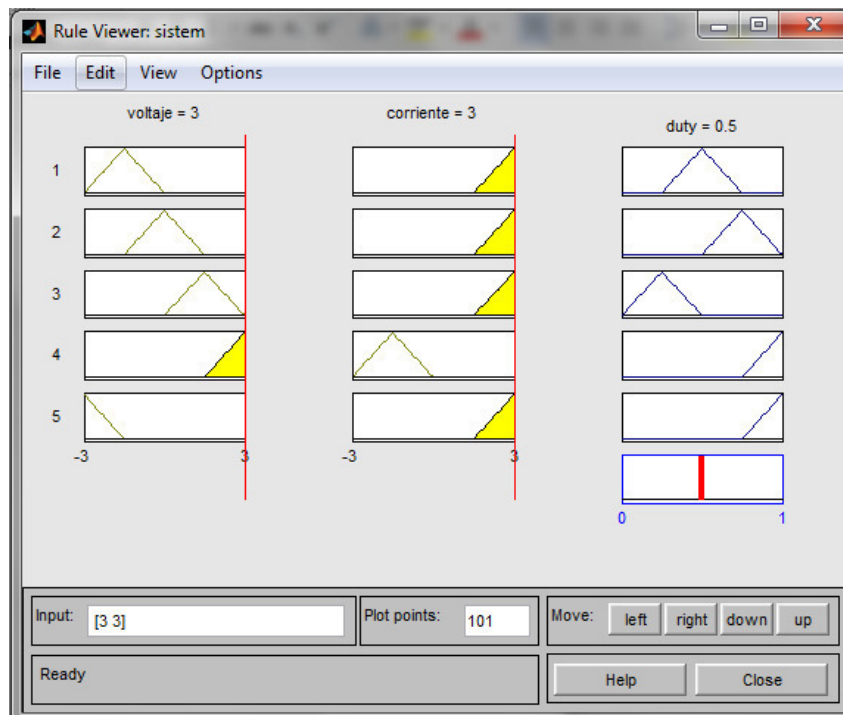 Rule Viewer: sistem
File Edit View Options
voltaje = 3
corriente = 3
duty = 0.5
1
2
3
4
5
-3
3
-3
3
0
1
Input: [3 3]
Plot points: 101
Move: left right down up
Ready
Help Close